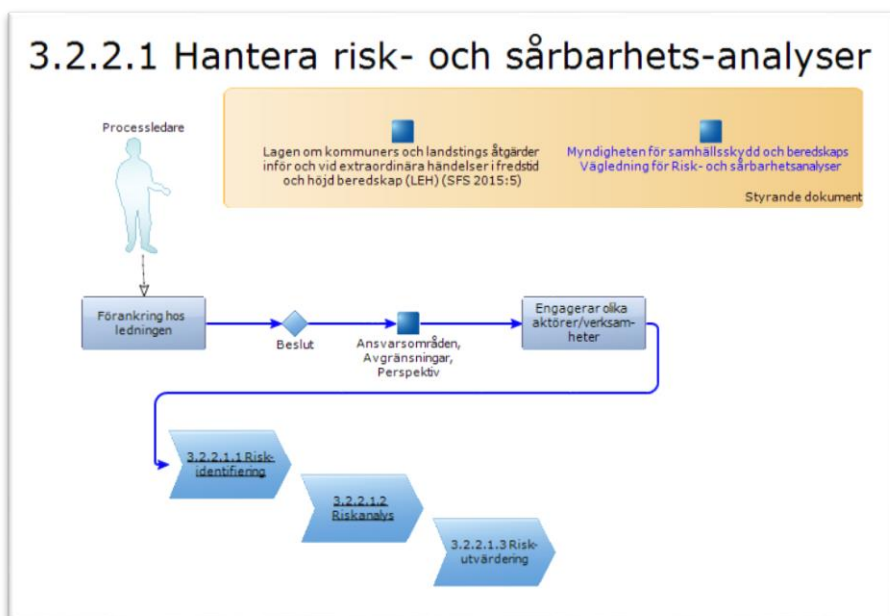 3.2.2.1 Hantera risk- och sårbarhets-analyser
Processledare
Lagen om kommuners och landstings åtgärder
inför och vid extraordinära händelser i fredstid
och höjd beredskap (LEH) (SFS 2015:5)
Myndigheten för samhällsskydd och beredskaps
Vägledning för Risk- och sårbarhetsanalyser
Styrande dokument
Förankring hos
ledningen
Beslut
Ansvarsområden,
Avgränsningar,
Perspektiv
Engagerar olika
aktörer/verksam-
heter
3.2.2.1.1 Risk-
identifiering
3.2.2.1.2
Riskanalys
3.2.2.1.3 Risk-
utvärdering